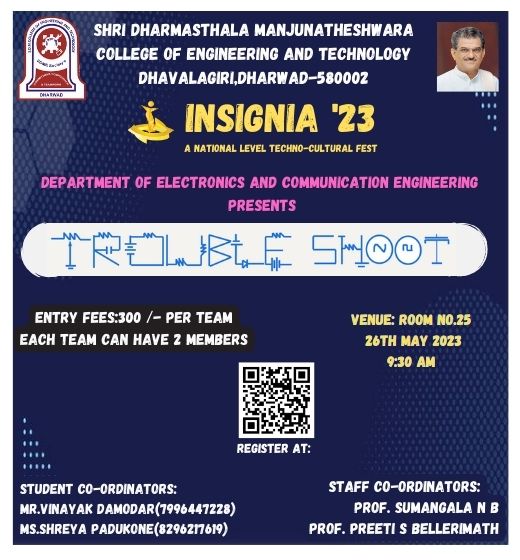 SHRI DHARMASTHALA MANJUNATHESHWARA
COLLEGE OF ENGINEERING AND TECHNOLOGY
DHAVALAGIRI,DHARWAD-580002
DHARWAD
INSIGNIA '23
A NATIONAL LEVEL TECHNO-CULTURAL FEST
DEPARTMENT OF ELECTRONICS AND COMMUNICATION ENGINEERING
PRESENTS
TROUBLE SHOOT
ENTRY FEES:300 /- PER TEAM
EACH TEAM CAN HAVE 2 MEMBERS
VENUE: ROOM NO.25
26TH MAY 2023
9:30 AM
REGISTER AT:
STUDENT CO-ORDINATORS:
MR.VINAYAK DAMODAR(7996447228)
MS.SHREYA PADUKONE(8296217619)
STAFF CO-ORDINATORS:
PROF. SUMANGALA N B
PROF. PREETI S BELLERIMATH